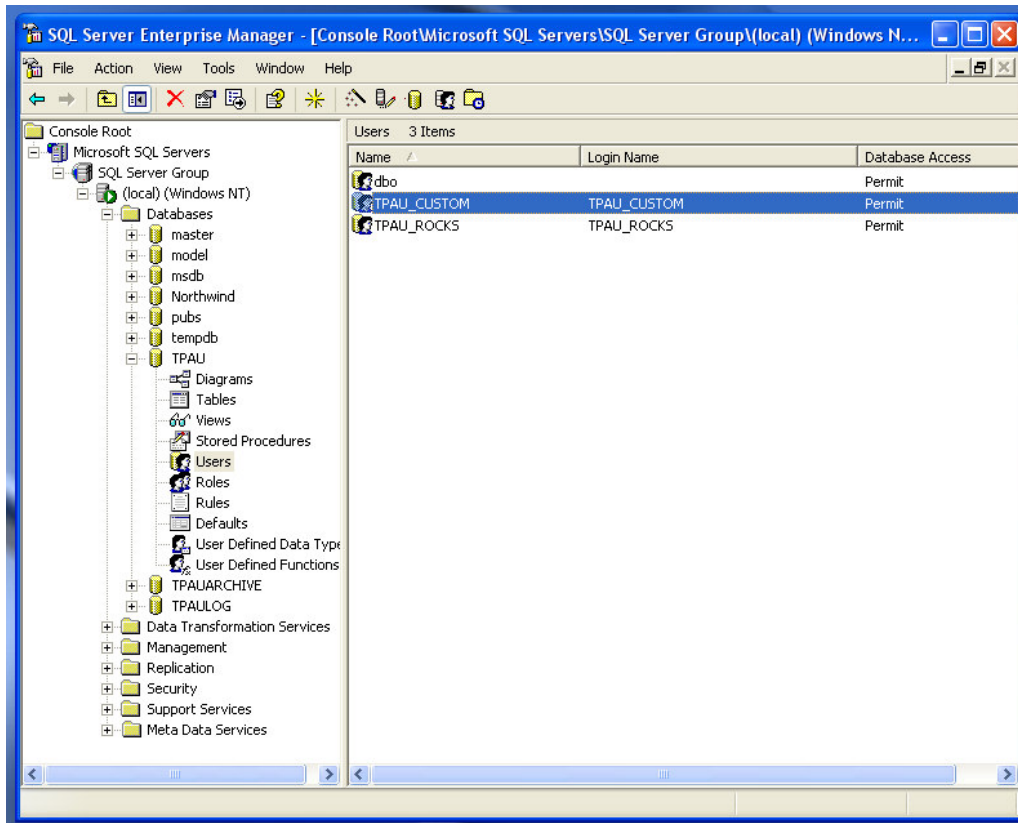 SQL Server Enterprise Manager - [Console Root\Microsoft SQL Servers\SQL Server Group\(local) (Windows N...
File Action View Tools Window Help
Console Root
Microsoft SQL Servers
SQL Server Group
(local) (Windows NT)
Databases
master
model
msdb
Northwind
pubs
tempdb
TPAU
Diagrams
Tables
Views
Stored Procedures
Users
Roles
Rules
Defaults
User Defined Data Type
User Defined Functions
TPAUARCHIVE
TPAULOG
Data Transformation Services
Management
Replication
Security
Support Services
Meta Data Services
Users 3 Items
Name Login Name Database Access
dbo Permit
TPAU_CUSTOM TPAU_CUSTOM Permit
TPAU_ROCKS TPAU_ROCKS Permit